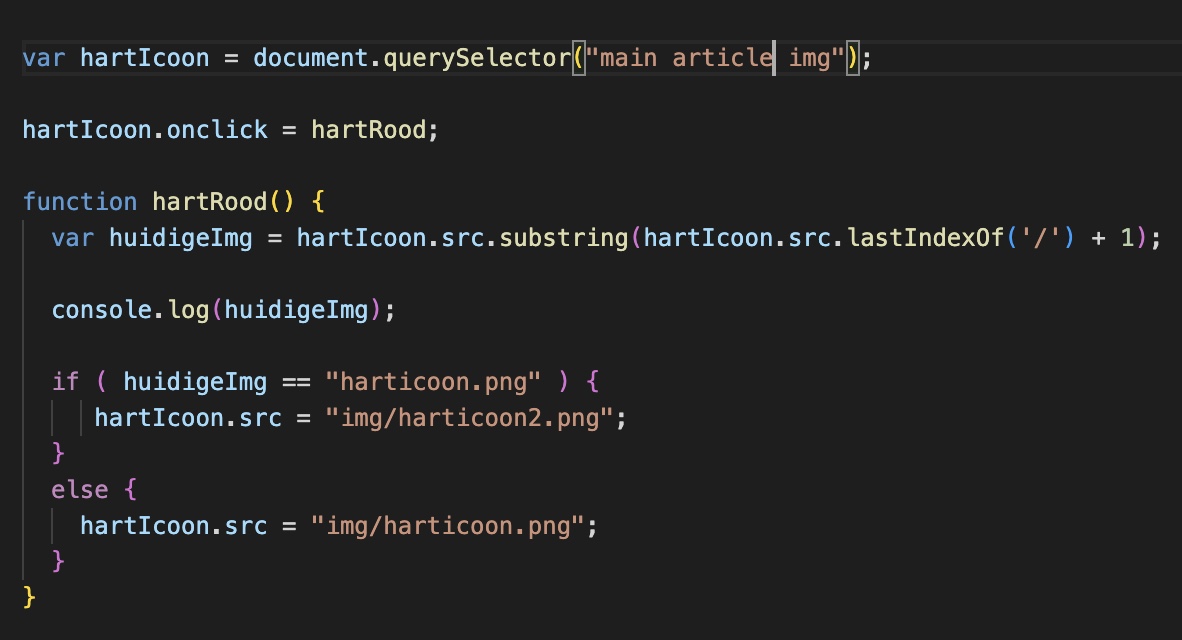 var hartIcoon = document.querySelector("main article img");
hartIcoon.onclick = hartRood;
function hartRood() {
var huidigeImg = hartIcoon.src.substring(hartIcoon.src.lastIndexOf('/') + 1);
console.log(huidigeImg);
if ( huidigeImg == "harticoon.png" ) {
hartIcoon.src = "img/harticoon2.png";
}
else {
hartIcoon.src = "img/harticoon.png";
}
}